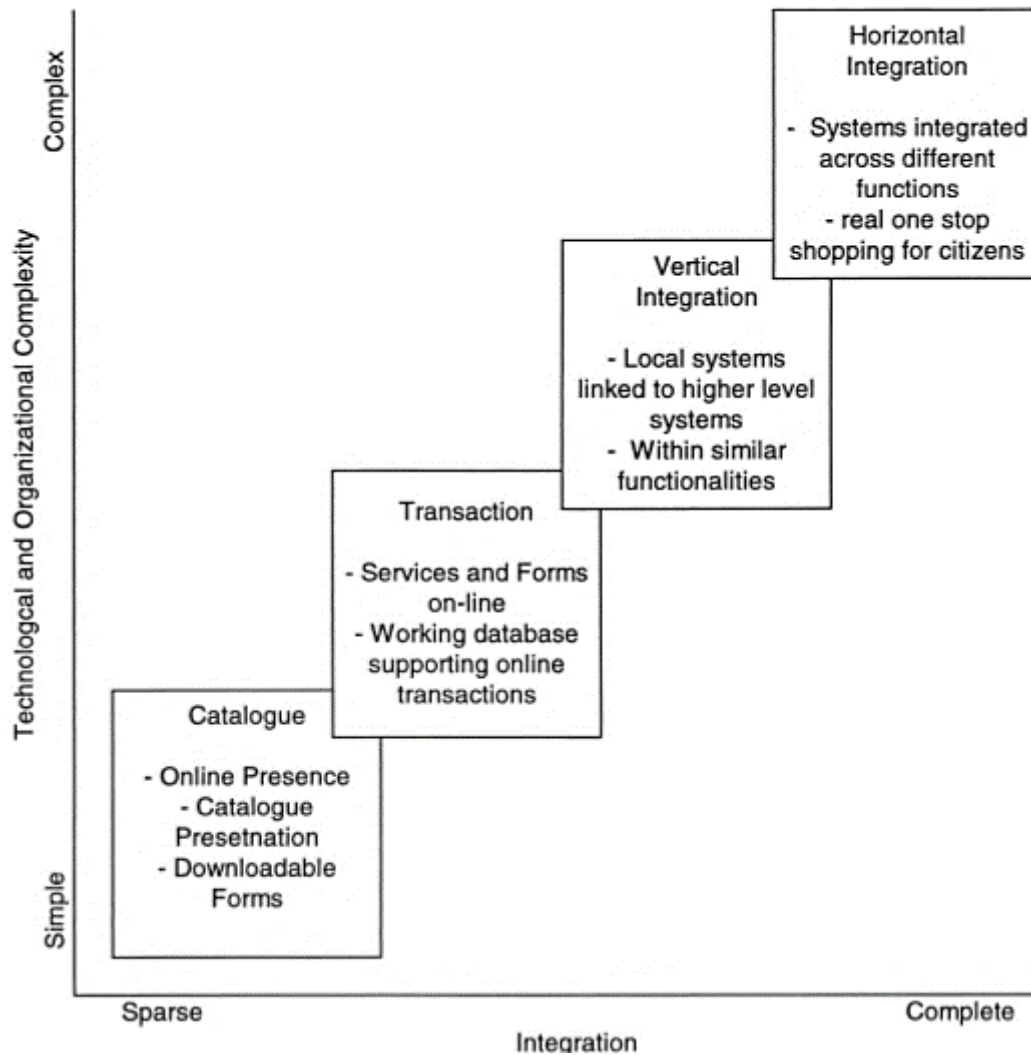 Horizontal
Integration
- Systems integrated
across different
functions
- real one stop
shopping for citizens
Vertical
Integration
- Local systems
linked to higher level
systems
- Within similar
functionalities
Transaction
- Services and Forms
on-line
- Working database
supporting online
transactions
Catalogue
- Online Presence
- Catalogue
Presetnation
- Downloadable
Forms
Technologcal and Organizational Complexity
Complex
Simple
Sparse
Complete
Integration